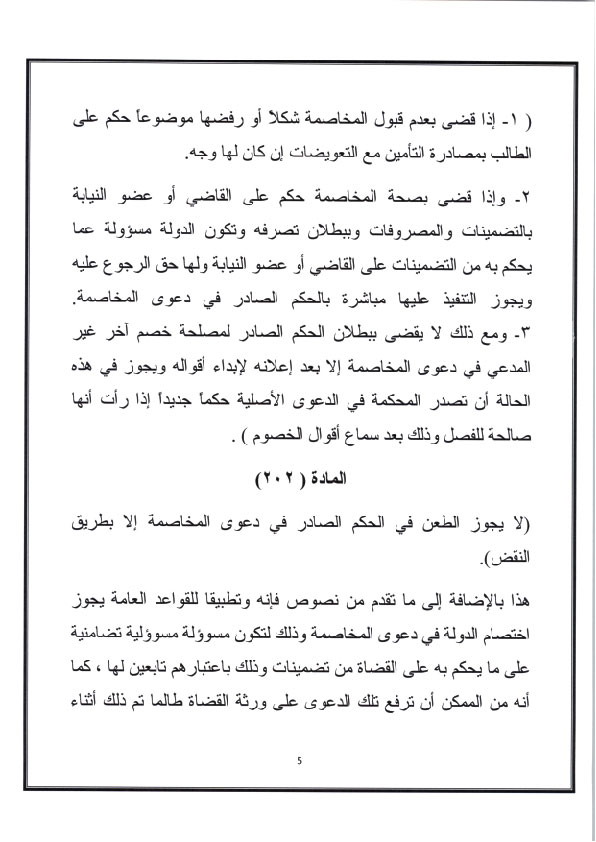 ( ١- إذا قضى بعدم قبول المخاصمة شكلاً أو رفضها موضوعاً حكم على
الطالب بمصادرة التأمين مع التعويضات إن كان لها وجه.
٢- وإذا قضى بصحة المخاصمة حكم على القاضي أو عضو النيابة
بالتضمينات والمصروفات وببطلان تصرفه وتكون الدولة مسؤولة عما
يحكم به من التضمينات على القاضي أو عضو النيابة ولها حق الرجوع عليه
ويجوز التنفيذ عليها مباشرة بالحكم الصادر في دعوى المخاصمة.
٣- ومع ذلك لا يقضى ببطلان الحكم الصادر لمصلحة خصم آخر غير
المدعي في دعوى المخاصمة إلا بعد إعلانه لإبداء أقواله ويجوز في هذه
الحالة أن تصدر المحكمة في الدعوى الأصلية حكماً جديداً إذا رأت أنها
صالحة للفصل وذلك بعد سماع أقوال الخصوم ) .
المادة ( ٢٠٢)
(لا يجوز الطعن في الحكم الصادر في دعوى المخاصمة إلا بطريق
النقض).
هذا بالإضافة إلى ما تقدم من نصوص فإنه وتطبيقا للقواعد العامة يجوز
اختصام الدولة في دعوى المخاصمة وذلك لتكون مسوؤلة مسوؤلية تضامنية
على ما يحكم به على القضاة من تضمينات وذلك باعتبارهم تابعين لها ، كما
أنه من الممكن أن ترفع تلك الدعوى على ورثة القضاة طالما تم ذلك أثناء
5